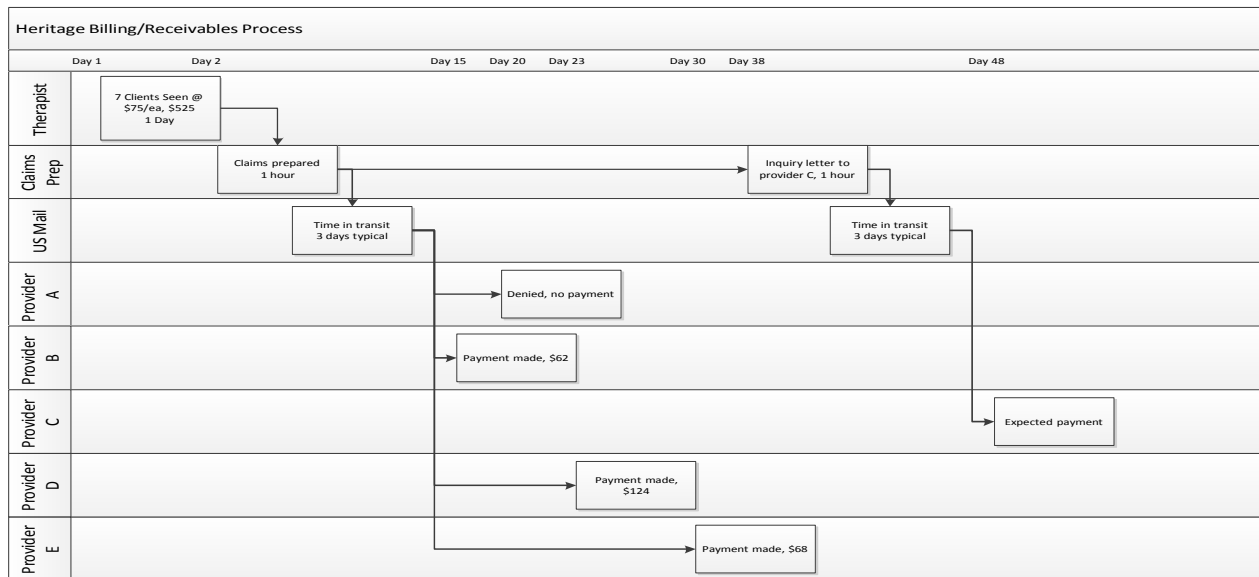 Heritage Billing/Receivables Process
Day 1 Day 2 Day 15 Day 20 Day 23 Day 30 Day 38 Day 48
Therapist
7 Clients Seen @
$75/ea, $525
1 Day
Claims
Prep
Claims prepared
1 hour
Inquiry letter to
provider C, 1 hour
US Mail
Time in transit
3 days typical
Time in transit
3 days typical
Provider
A
Denied, no payment
Provider
B
Payment made, $62
Provider
C
Expected payment
Provider
D
Payment made,
$124
Provider
E
Payment made, $68